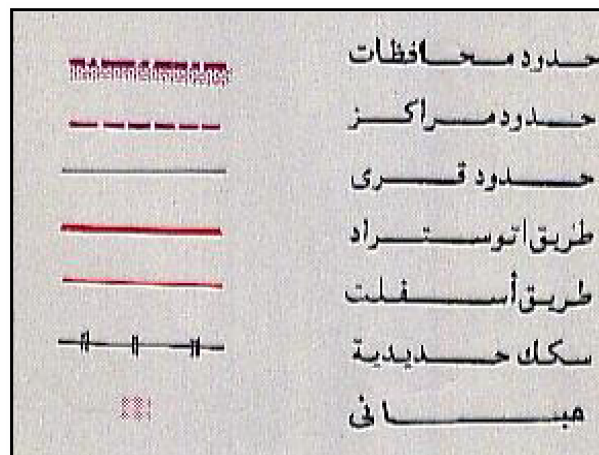 حدود محافظات
حدود مراكز
حدود قرى
طريق اتوستراد
طريق أسفلت
سكك حديدية
مبانى